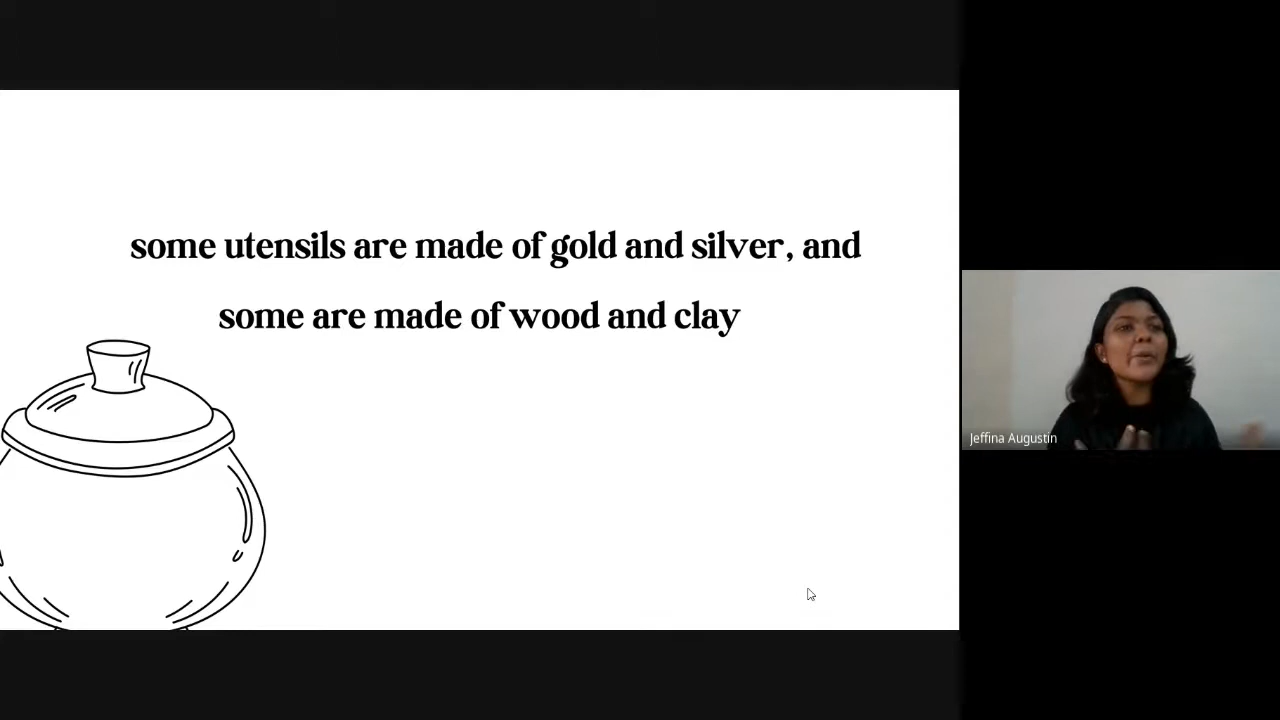 some utensils are made of gold and silver, and
some are made of wood and clay
Jeffina Augustin